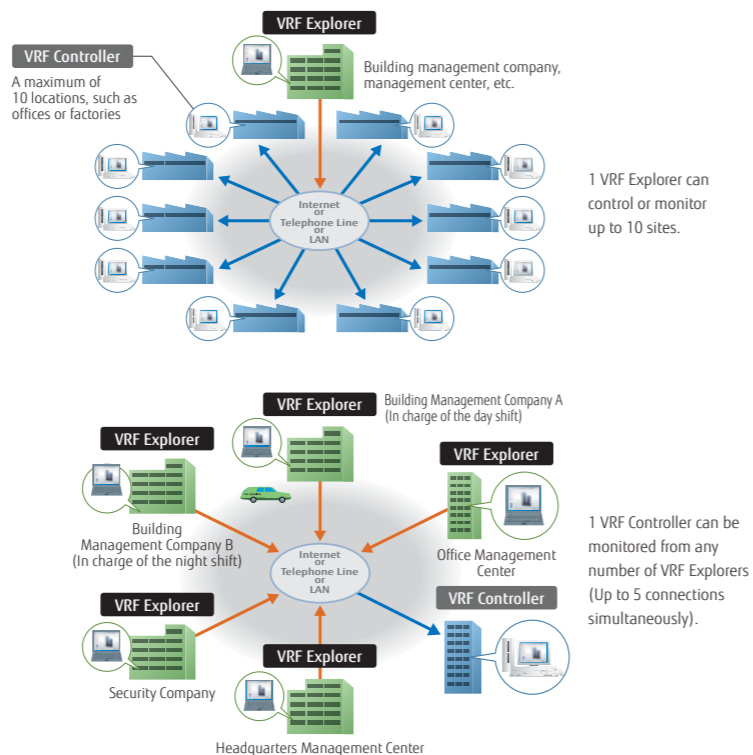 VRF Explorer
VRF Controller
A maximum of
10 locations, such as
offices or factories
Building management company,
management center, etc.
Internet
or
Telephone Line
or
LAN
1 VRF Explorer can
control or monitor
up to 10 sites.
VRF Explorer
Building Management Company A
(In charge of the day shift)
VRF Explorer
Building
Management Company B
(In charge of the night shift)
VRF Explorer
Office Management
Center
Internet
or
Telephone Line
or
LAN
1 VRF Controller can be
monitored from any
number of VRF Explorers
(Up to 5 connections
simultaneously).
VRF Explorer
Security Company
VRF Controller
VRF Explorer
Headquarters Management Center